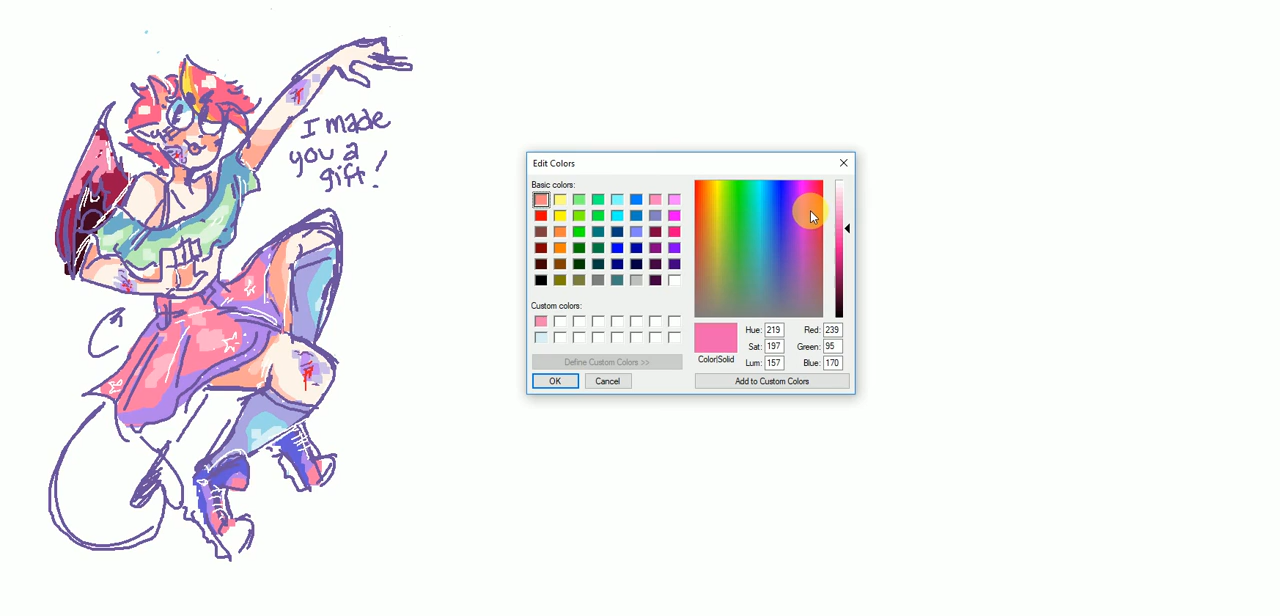 I made
you a
gift!
Edit Colors
Basic colors:
Custom colors:
Define Custom Colors >>
OK
Cancel
Color|Solid
Hue: 219
Red: 239
Sat: 197
Green: 95
Lum: 157
Blue: 170
Add to Custom Colors